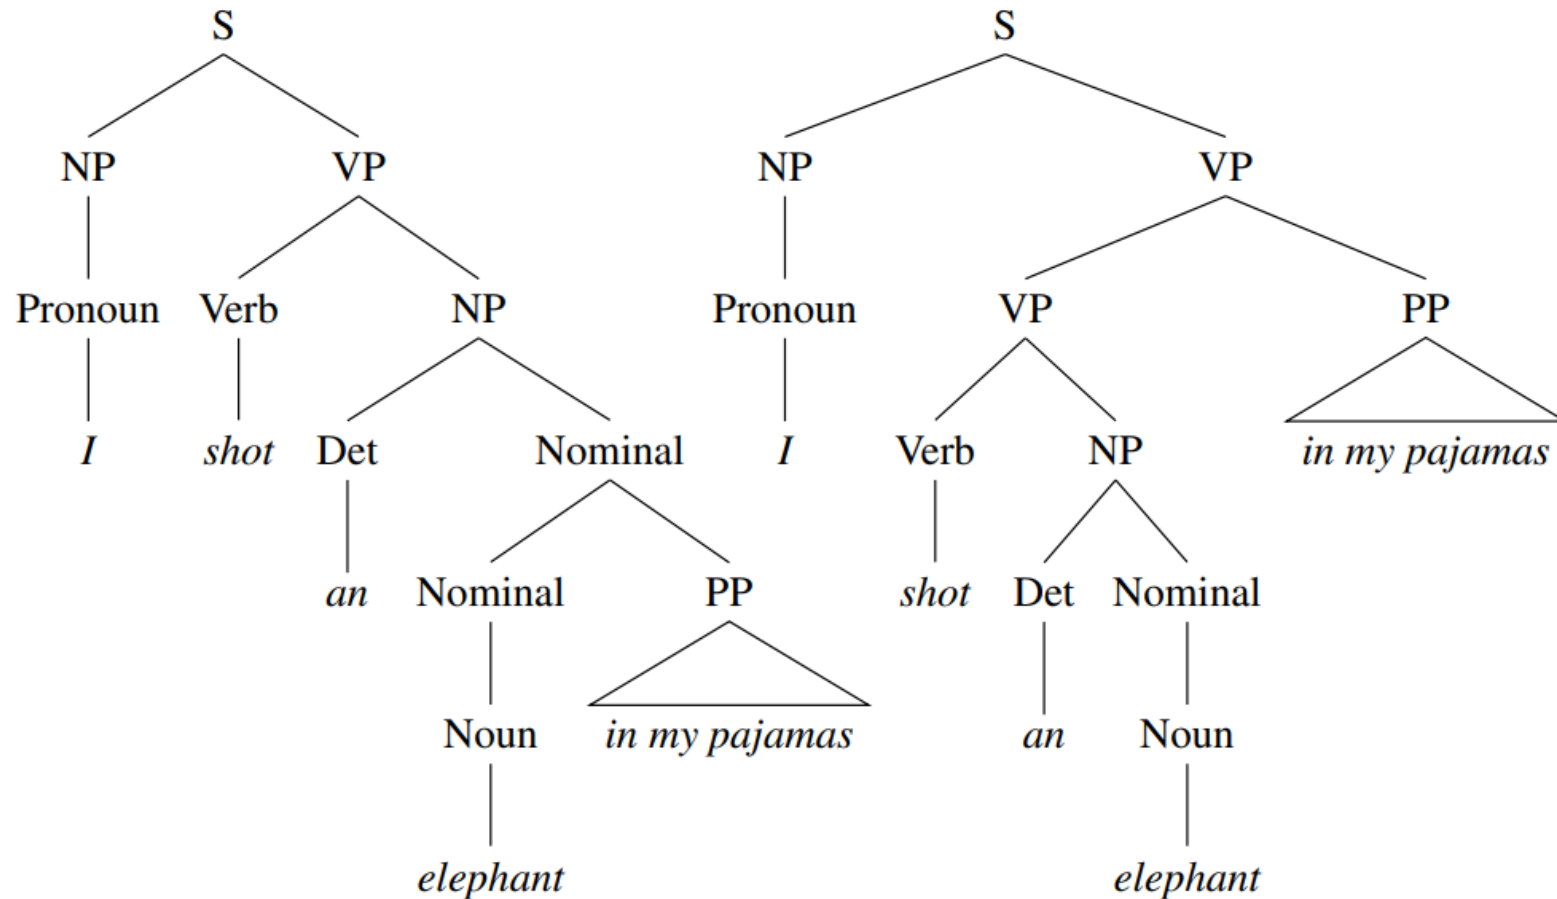 S S
NP VP NP VP
Pronoun Verb NP Pronoun VP PP
I shot Det Nominal I Verb NP in my pajamas
an Nominal PP shot Det Nominal
Noun in my pajamas an Noun
elephant elephant